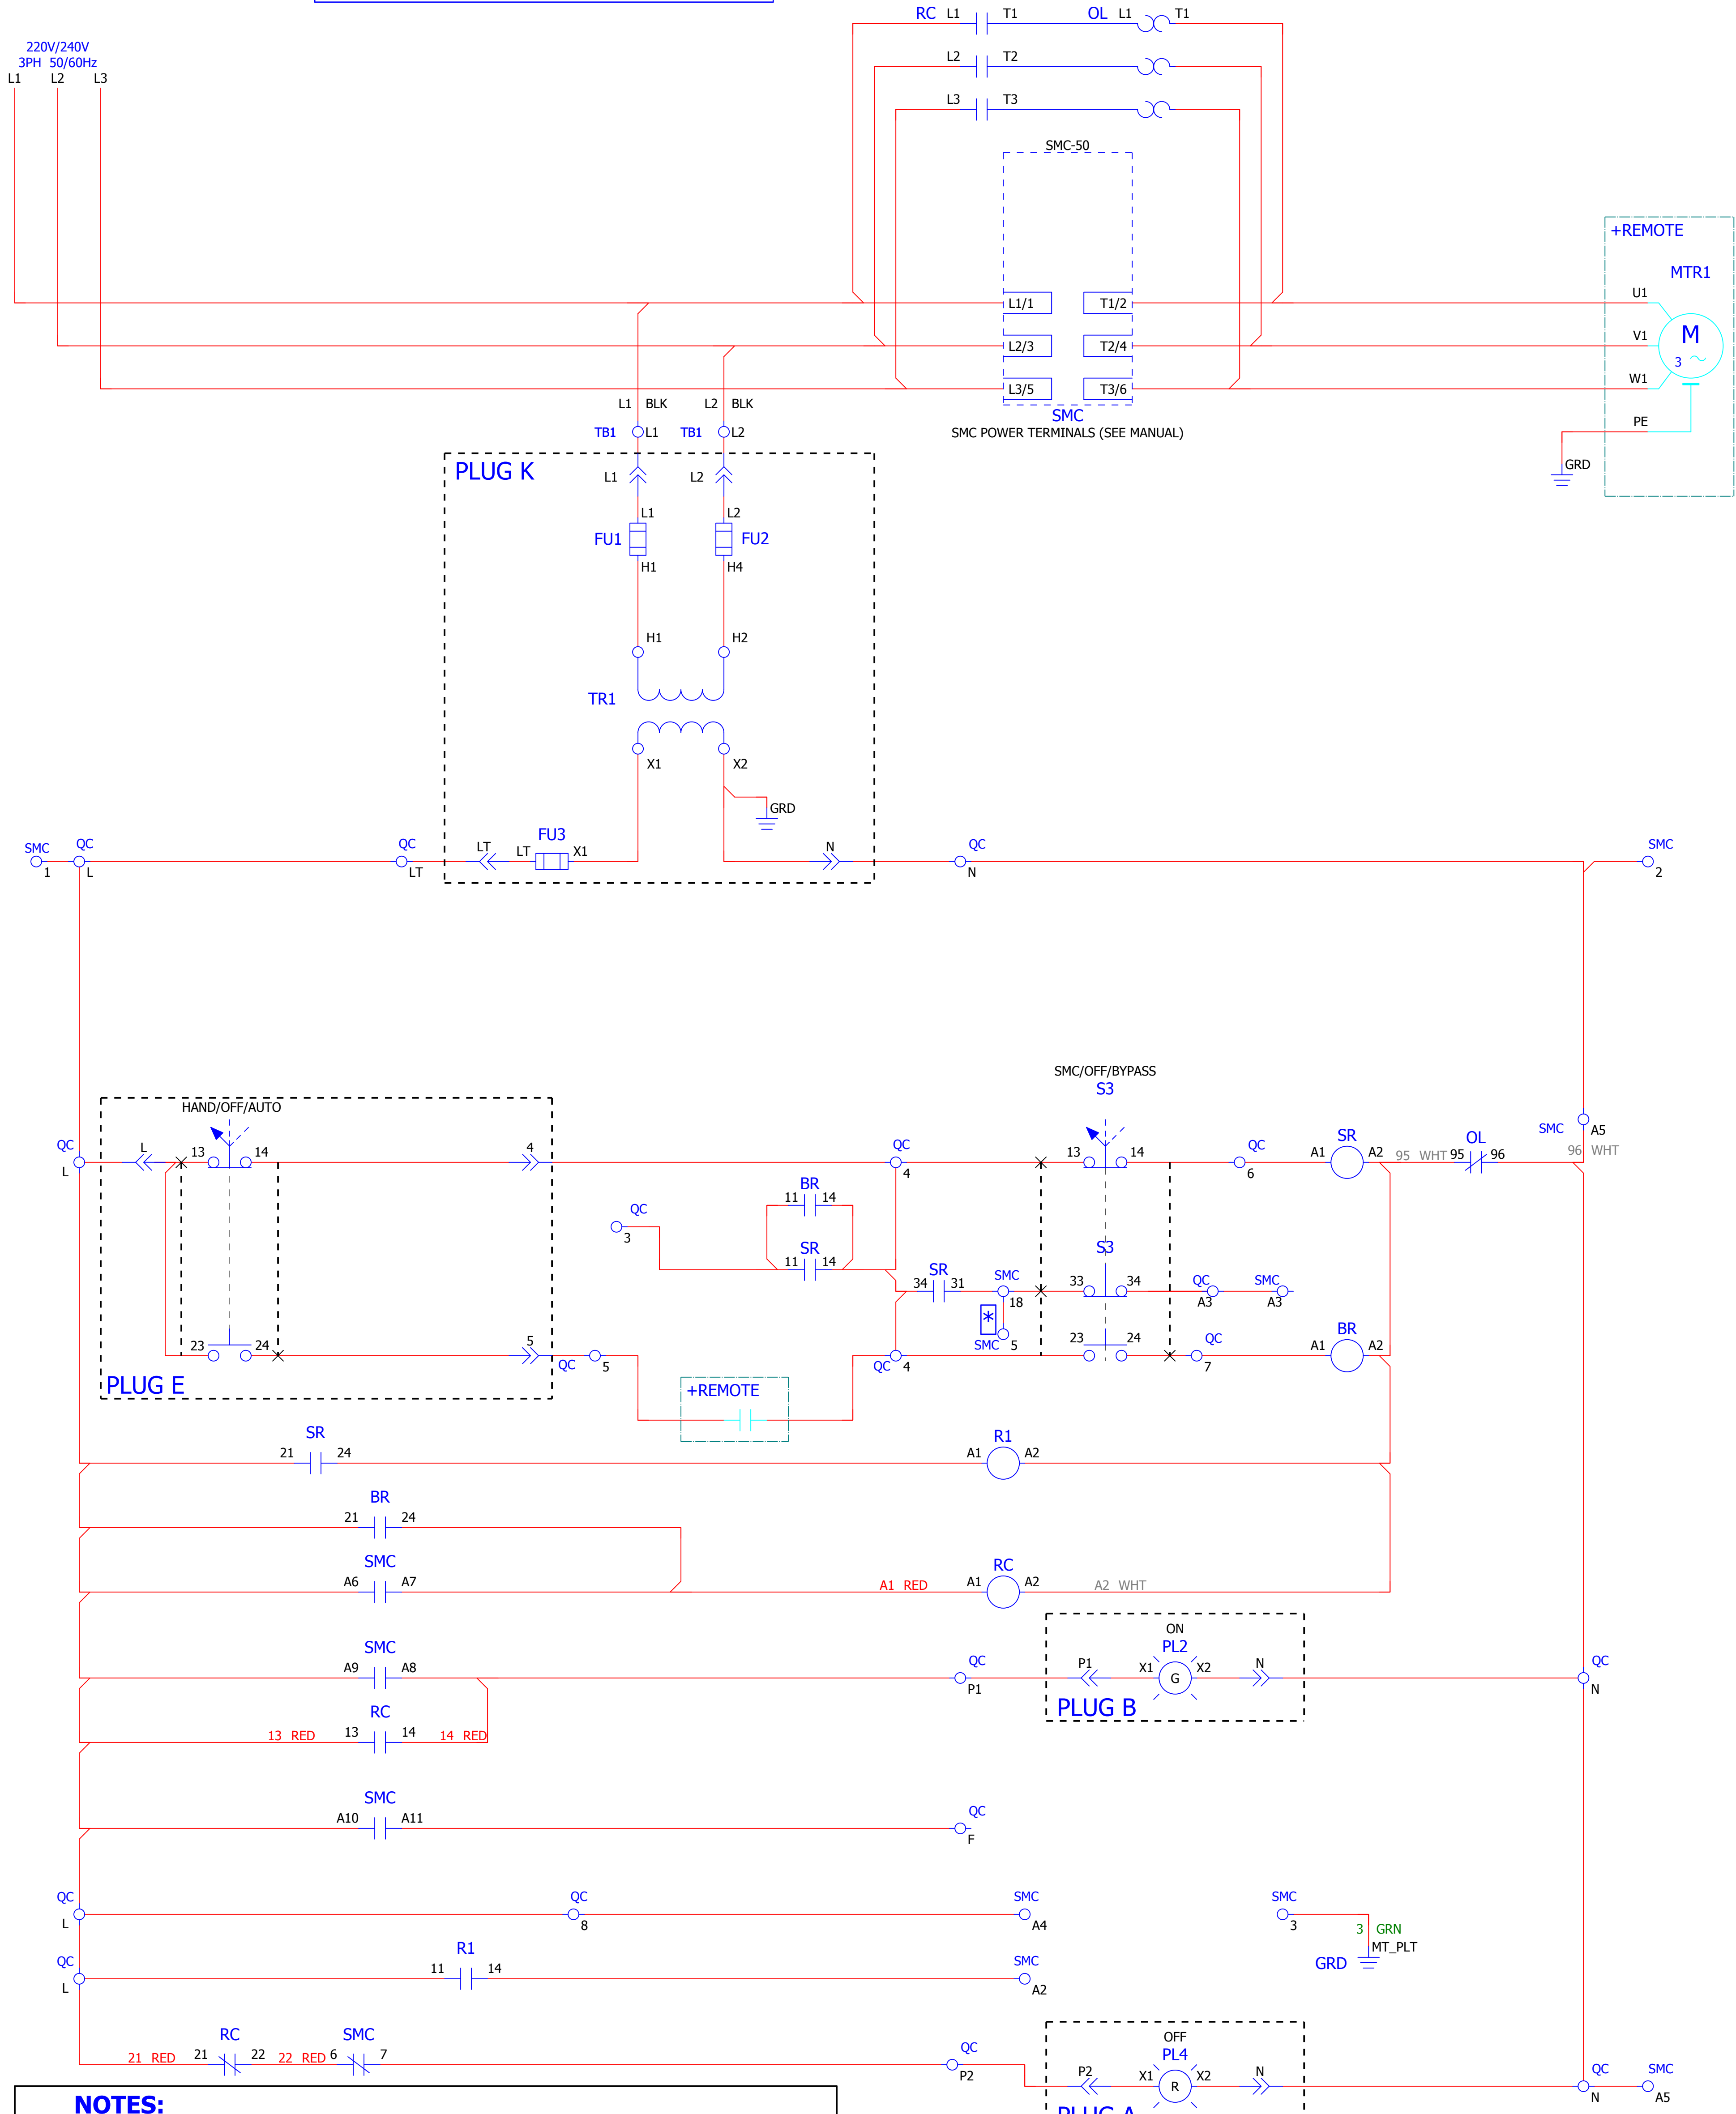 RC L1 T1 OL L1 T1
220V/240V
3PH 50/60Hz
L1 L2 L3
L2 T2
L3 T3
SMC-50
+REMOTE
MTR1
L1/1 T1/2 U1
M
3
L2/3 T2/4 V1
L3/5 T3/6 W1
L1 BLK L2 BLK
SMC
PE
TB1 L1 TB1 L2
SMC POWER TERMINALS (SEE MANUAL)
PLUG K
L1 L2
GRD
L1 L2
FU1 FU2
H1 H4
H1 H2
TR1
X1 X2
GRD
FU3
SMC QC QC LT LT X1 N QC SMC
1 L LT N 2
SMC/OFF/BYPASS
S3
HAND/OFF/AUTO
SMC A5
QC L 13 14 4 QC 13 14 QC SR OL
A1 A2 95 WHT 95 96 96 WHT
L 4 6
BR
11 14
QC
3
SR
11 14
S3
SR
34 31 SMC 33 34 QC SMC
18 A3 A3
*
SMC 5
23 24 5 23 24 QC BR
A1 A2
QC 5 QC 4 7
PLUG E
+REMOTE
SR
21 24
R1
A1 A2
BR
21 24
SMC
A6 A7
RC
A1 RED A1 A2 A2 WHT
ON
SMC
A9 A8
PL2
QC P1 X1 G X2 N QC
P1 N
PLUG B
RC
13 RED 13 14 14 RED
SMC
A10 A11
QC
F
QC QC SMC SMC
L 8 A4 3
3 GRN
MT_PLT
GRD
QC R1 SMC
L 11 14 A2
RC SMC
21 RED 21 22 22 RED 6 7
QC
P2
OFF
PL4
P2 X1 R X2 N QC SMC
N A5
PLUG A
NOTES: